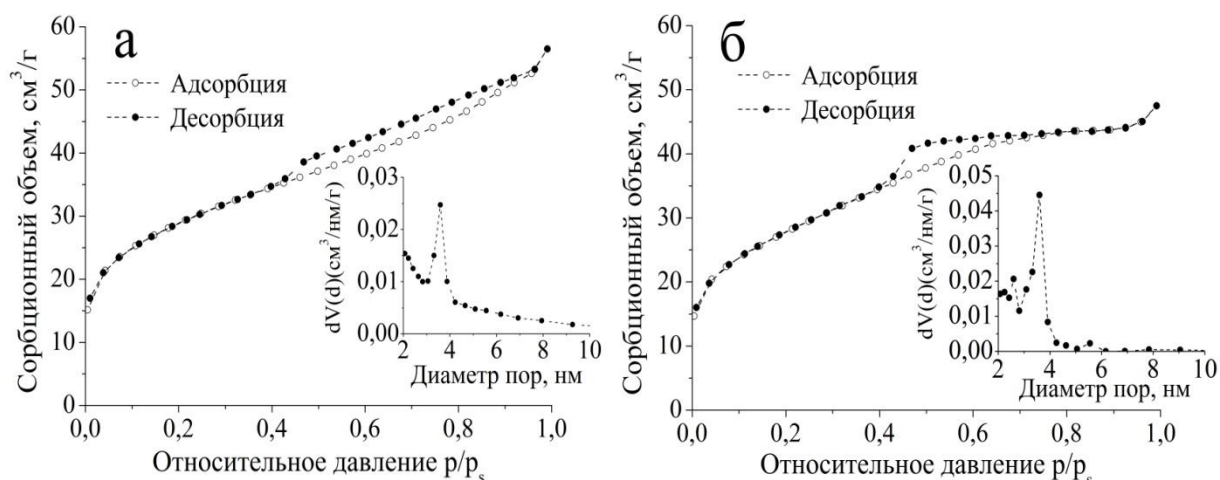 а
Адсорбция
Десорбция
Сорбционный объем, см³/г
60
50
40
30
20
10
0
0,0 0,2 0,4 0,6 0,8 1,0
Относительное давление p/pₛ
dV(d)(см³/нм/г)
0,03
0,02
0,01
0,00
2 4 6 8 10
Диаметр пор, нм
б
Адсорбция
Десорбция
Сорбционный объем, см³/г
60
50
40
30
20
10
0
0,0 0,2 0,4 0,6 0,8 1,0
Относительное давление p/pₛ
dV(d)(см³/нм/г)
0,05
0,04
0,03
0,02
0,01
0,00
2 4 6 8 10
Диаметр пор, нм